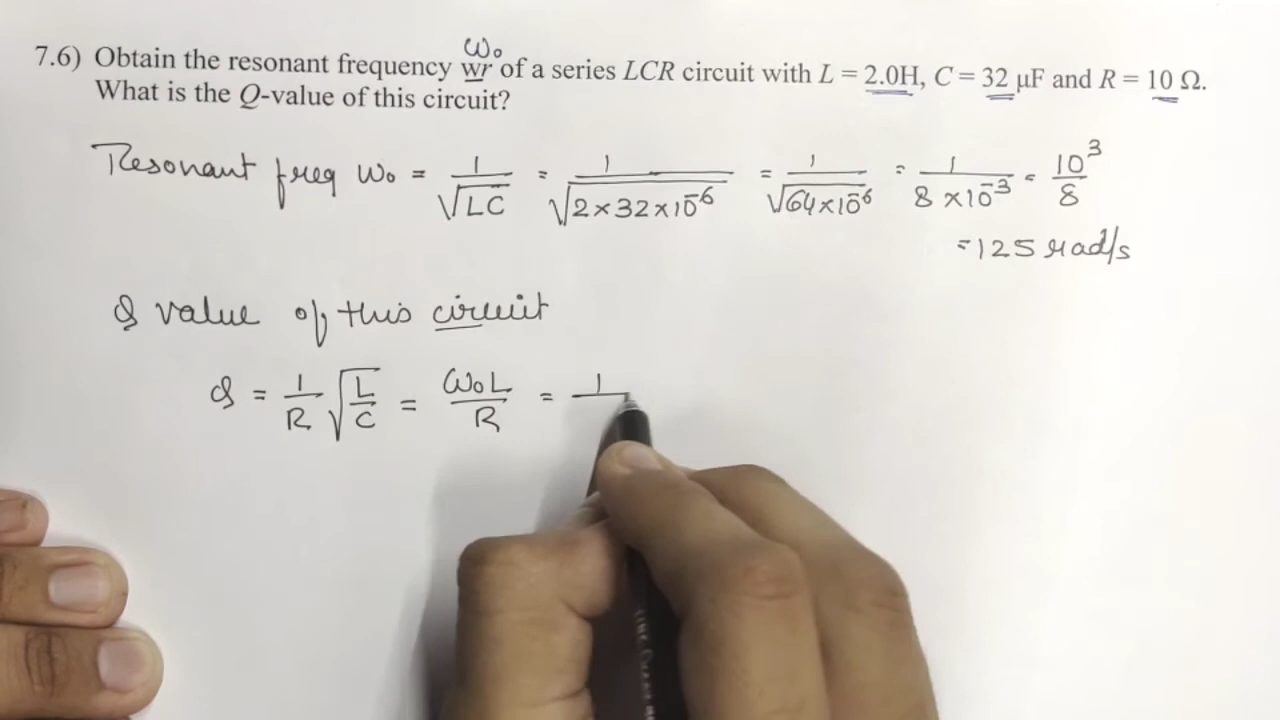 ω₀
7.6) Obtain the resonant frequency wr of a series LCR circuit with L = 2.0H, C = 32 μF and R = 10 Ω.
What is the Q-value of this circuit?
Resonant freq ω₀ = 1/√LC = 1/√2×32×10⁻⁶ = 1/√64×10⁻⁶ = 1/8×10⁻³ = 10³/8
= 125 rad/s
Q value of this circuit
Q = 1/R √L/C = ω₀L/R = 1/